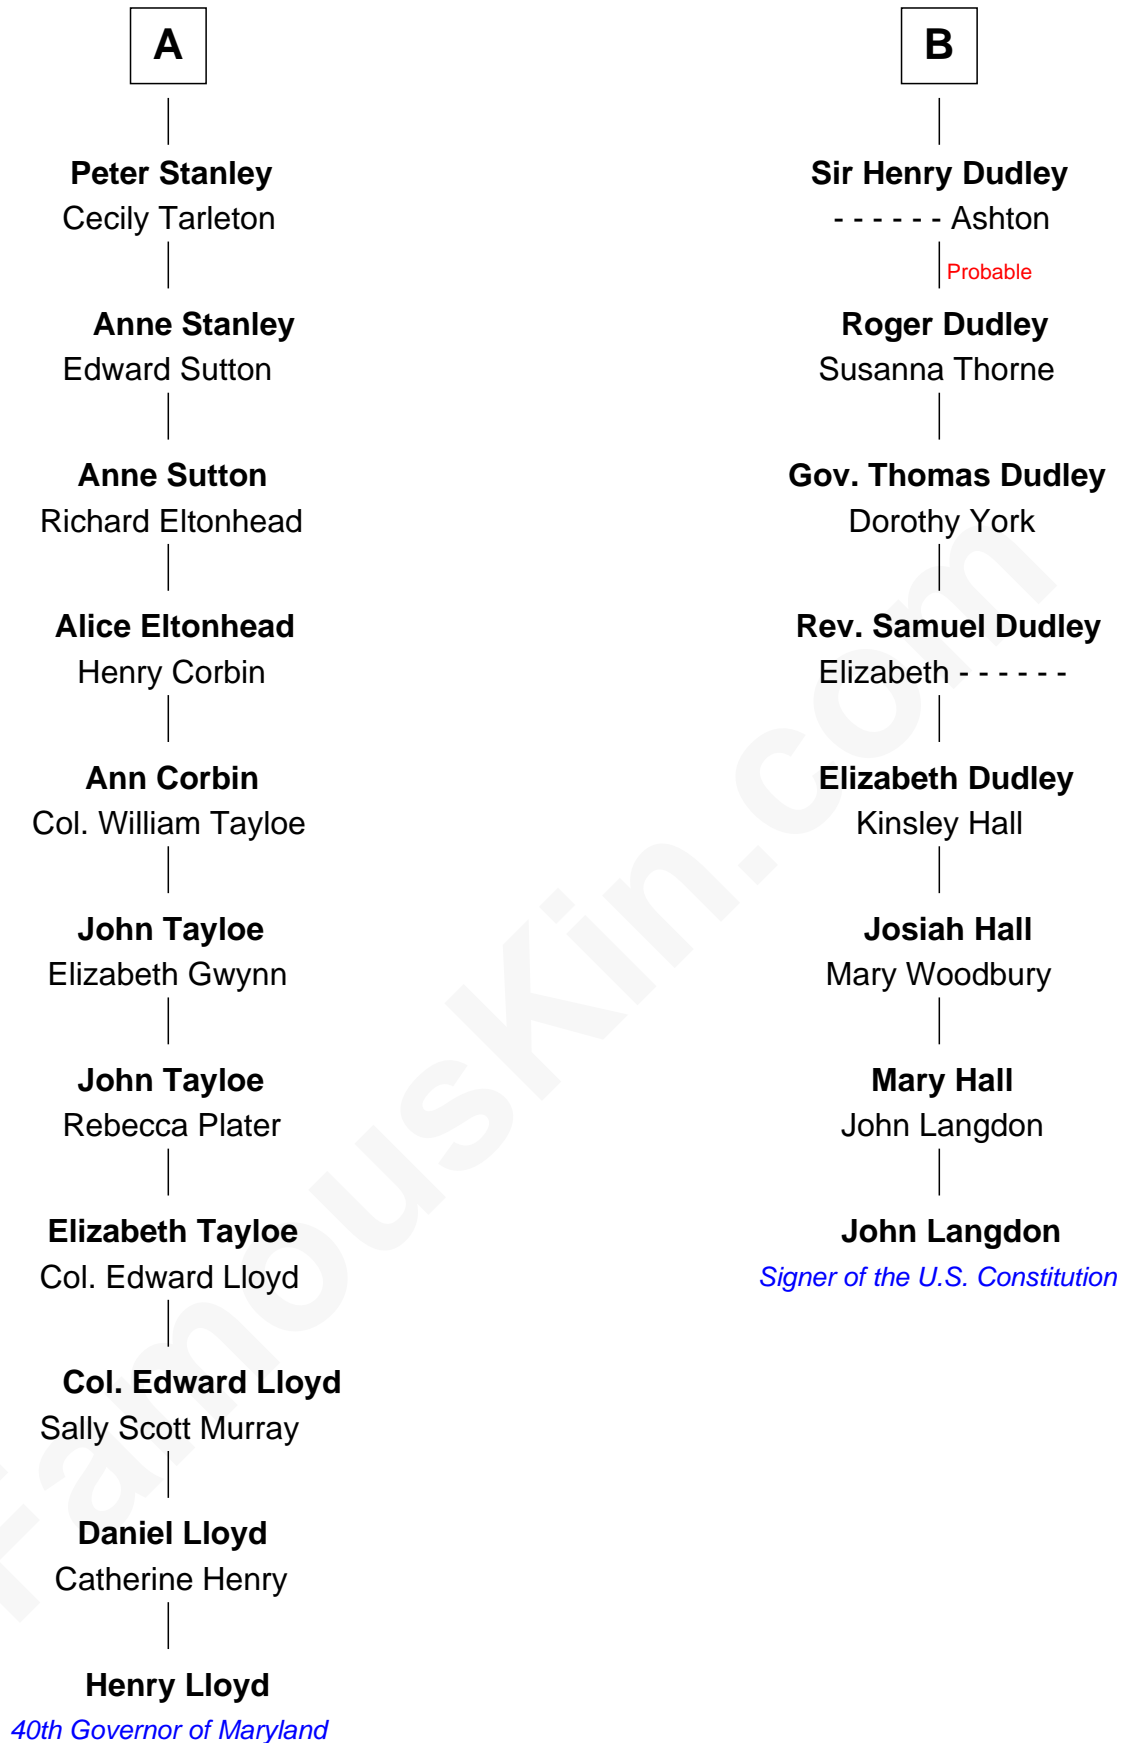 A
Peter Stanley
Cecily Tarleton
Anne Stanley
Edward Sutton
Anne Sutton
Richard Eltonhead
Alice Eltonhead
Henry Corbin
Ann Corbin
Col. William Tayloe
John Tayloe
Elizabeth Gwynn
John Tayloe
Rebecca Plater
Elizabeth Tayloe
Col. Edward Lloyd
Col. Edward Lloyd
Sally Scott Murray
Daniel Lloyd
Catherine Henry
Henry Lloyd
40th Governor of Maryland
B
Sir Henry Dudley
- - - - - - Ashton
Probable
Roger Dudley
Susanna Thorne
Gov. Thomas Dudley
Dorothy York
Rev. Samuel Dudley
Elizabeth - - - - - -
Elizabeth Dudley
Kinsley Hall
Josiah Hall
Mary Woodbury
Mary Hall
John Langdon
John Langdon
Signer of the U.S. Constitution
FamousKin.com